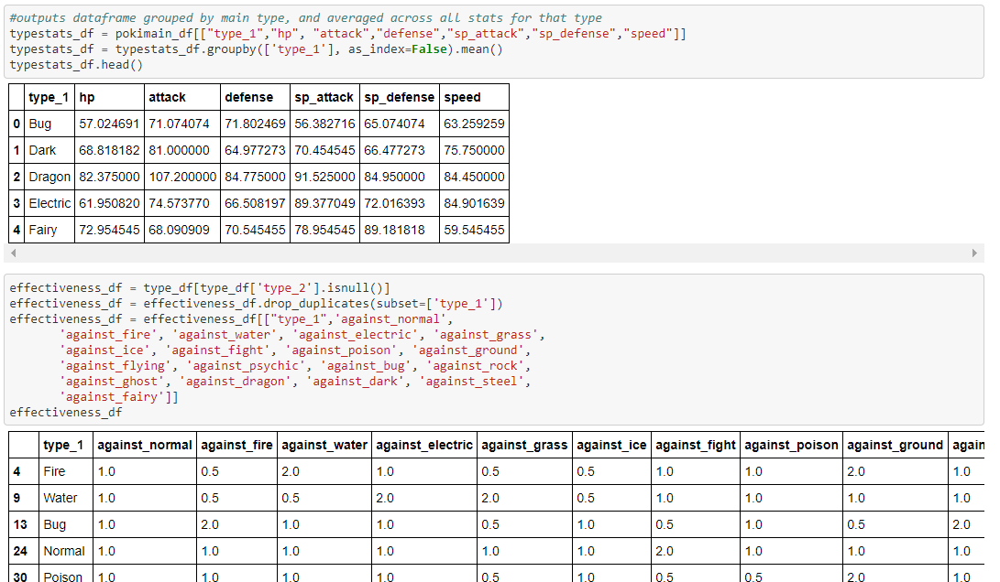 #outputs dataframe grouped by main type, and averaged across all stats for that type
typestats_df = pokimain_df[["type_1","hp", "attack","defense","sp_attack","sp_defense","speed"]]
typestats_df = typestats_df.groupby(['type_1'], as_index=False).mean()
typestats_df.head()
type_1 hp attack defense sp_attack sp_defense speed
0 Bug 57.024691 71.074074 71.802469 56.382716 65.074074 63.259259
1 Dark 68.818182 81.000000 64.977273 70.454545 66.477273 75.750000
2 Dragon 82.375000 107.200000 84.775000 91.525000 84.950000 84.450000
3 Electric 61.950820 74.573770 66.508197 89.377049 72.016393 84.901639
4 Fairy 72.954545 68.090909 70.545455 78.954545 89.181818 59.545455
effectiveness_df = type_df[type_df['type_2'].isnull()]
effectiveness_df = effectiveness_df.drop_duplicates(subset=['type_1'])
effectiveness_df = effectiveness_df[["type_1",'against_normal',
'against_fire', 'against_water', 'against_electric', 'against_grass',
'against_ice', 'against_fight', 'against_poison', 'against_ground',
'against_flying', 'against_psychic', 'against_bug', 'against_rock',
'against_ghost', 'against_dragon', 'against_dark', 'against_steel',
'against_fairy']]
effectiveness_df
type_1 against_normal against_fire against_water against_electric against_grass against_ice against_fight against_poison against_ground again
4 Fire 1.0 0.5 2.0 1.0 0.5 0.5 1.0 1.0 2.0 1.0
9 Water 1.0 0.5 0.5 2.0 2.0 0.5 1.0 1.0 1.0 1.0
13 Bug 1.0 2.0 1.0 1.0 0.5 1.0 0.5 1.0 0.5 2.0
24 Normal 1.0 1.0 1.0 1.0 1.0 1.0 2.0 1.0 1.0 1.0
30 Poison 1.0 1.0 1.0 1.0 0.5 1.0 0.5 0.5 2.0 1.0